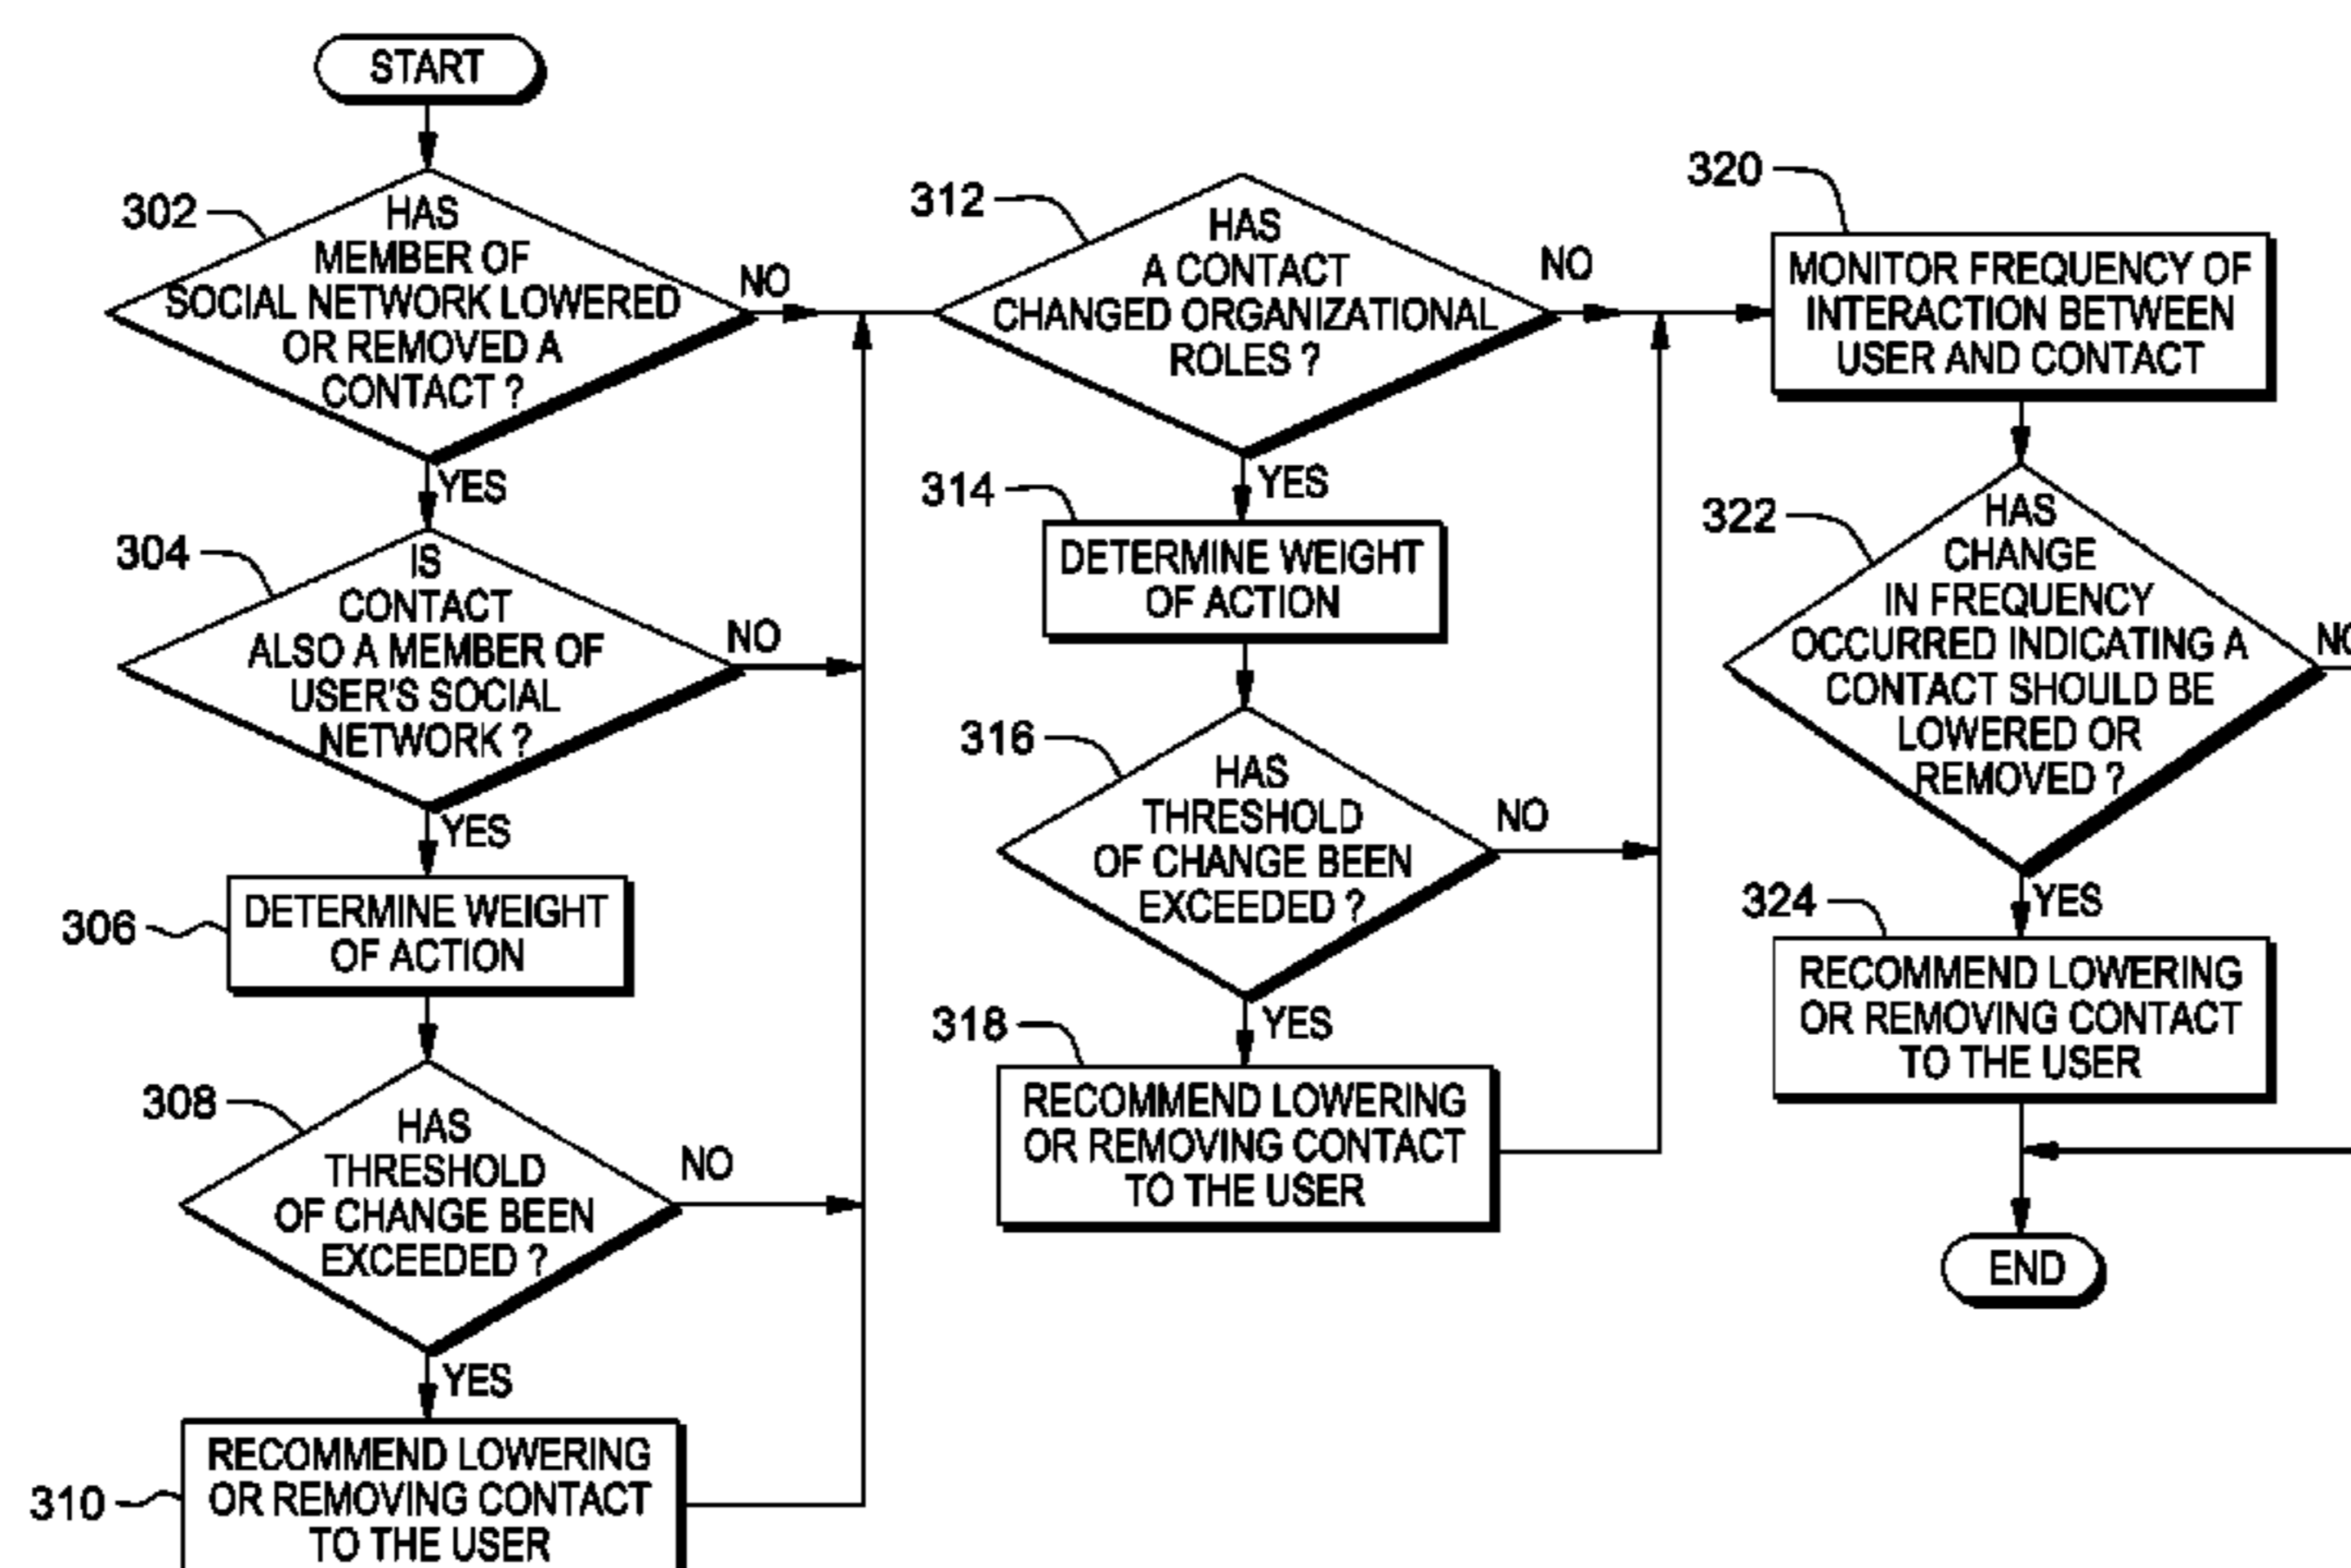 START
302
HAS
MEMBER OF
SOCIAL NETWORK LOWERED
OR REMOVED A
CONTACT ?
NO
YES
304
IS
CONTACT
ALSO A MEMBER OF
USER'S SOCIAL
NETWORK ?
NO
YES
306
DETERMINE WEIGHT
OF ACTION
308
HAS
THRESHOLD
OF CHANGE BEEN
EXCEEDED ?
NO
YES
310
RECOMMEND LOWERING
OR REMOVING CONTACT
TO THE USER
312
HAS
A CONTACT
CHANGED ORGANIZATIONAL
ROLES ?
NO
YES
314
DETERMINE WEIGHT
OF ACTION
316
HAS
THRESHOLD
OF CHANGE BEEN
EXCEEDED ?
NO
YES
318
RECOMMEND LOWERING
OR REMOVING CONTACT
TO THE USER
320
MONITOR FREQUENCY OF
INTERACTION BETWEEN
USER AND CONTACT
322
HAS
CHANGE
IN FREQUENCY
OCCURRED INDICATING A
CONTACT SHOULD BE
LOWERED OR
REMOVED ?
NO
YES
324
RECOMMEND LOWERING
OR REMOVING CONTACT
TO THE USER
END